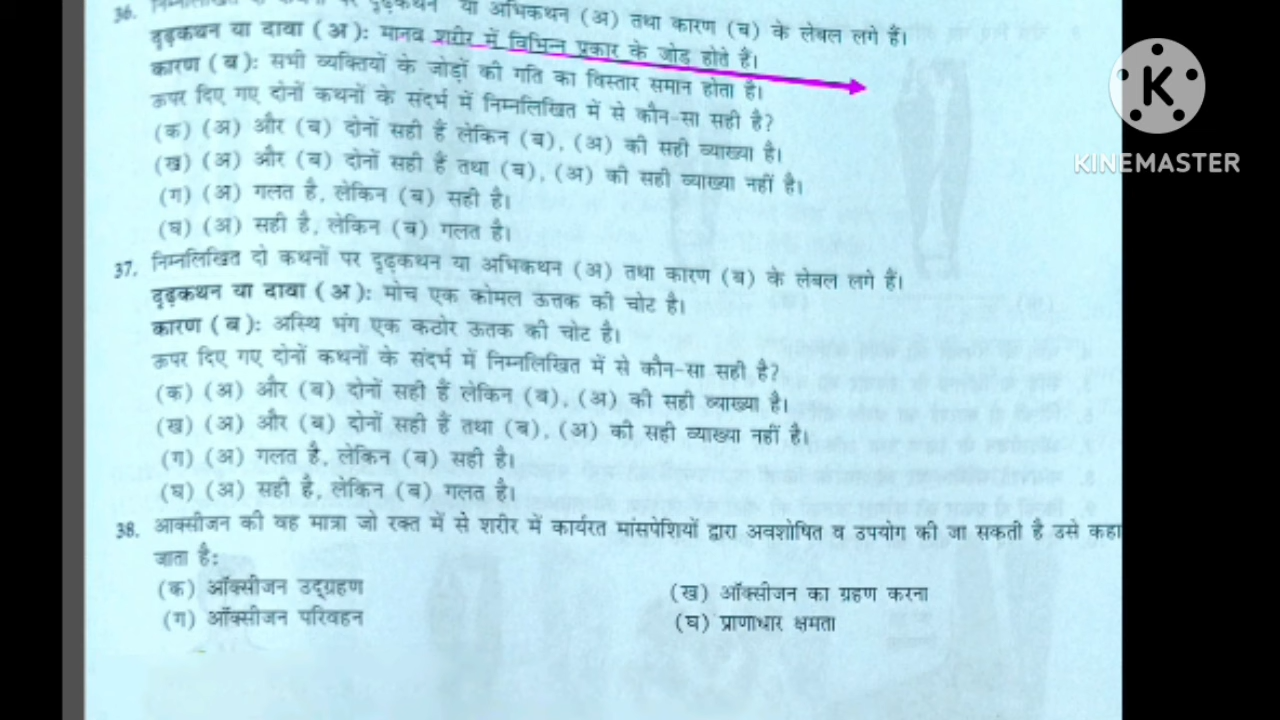 36. निम्नलिखित दो कथनों पर दृढ़कथन या अभिकथन (अ) तथा कारण (ब) के लेबल लगे हैं।
दृढ़कथन या दावा (अ): मानव शरीर में विभिन्न प्रकार के जोड़ होते हैं।
कारण (ब): सभी व्यक्तियों के जोड़ों की गति का विस्तार समान होता है।
ऊपर दिए गए दोनों कथनों के संदर्भ में निम्नलिखित में से कौन-सा सही है?
(क) (अ) और (ब) दोनों सही हैं लेकिन (ब), (अ) की सही व्याख्या है।
(ख) (अ) और (ब) दोनों सही हैं तथा (ब), (अ) की सही व्याख्या नहीं है।
(ग) (अ) गलत है, लेकिन (ब) सही है।
(घ) (अ) सही है, लेकिन (ब) गलत है।
37. निम्नलिखित दो कथनों पर दृढ़कथन या अभिकथन (अ) तथा कारण (ब) के लेबल लगे हैं।
दृढ़कथन या दावा (अ): मोच एक कोमल ऊत्तक की चोट है।
कारण (ब): अस्थि भंग एक कठोर ऊतक की चोट है।
ऊपर दिए गए दोनों कथनों के संदर्भ में निम्नलिखित में से कौन-सा सही है?
(क) (अ) और (ब) दोनों सही हैं लेकिन (ब), (अ) की सही व्याख्या है।
(ख) (अ) और (ब) दोनों सही हैं तथा (ब), (अ) की सही व्याख्या नहीं है।
(ग) (अ) गलत है, लेकिन (ब) सही है।
(घ) (अ) सही है, लेकिन (ब) गलत है।
38. आक्सीजन की वह मात्रा जो रक्त में से शरीर में कार्यरत मांसपेशियों द्वारा अवशोषित व उपयोग की जा सकती है उसे कहा
जाता है:
(क) ऑक्सीजन उद्ग्रहण (ख) ऑक्सीजन का ग्रहण करना
(ग) ऑक्सीजन परिवहन (घ) प्राणाधार क्षमता
K
KINEMASTER